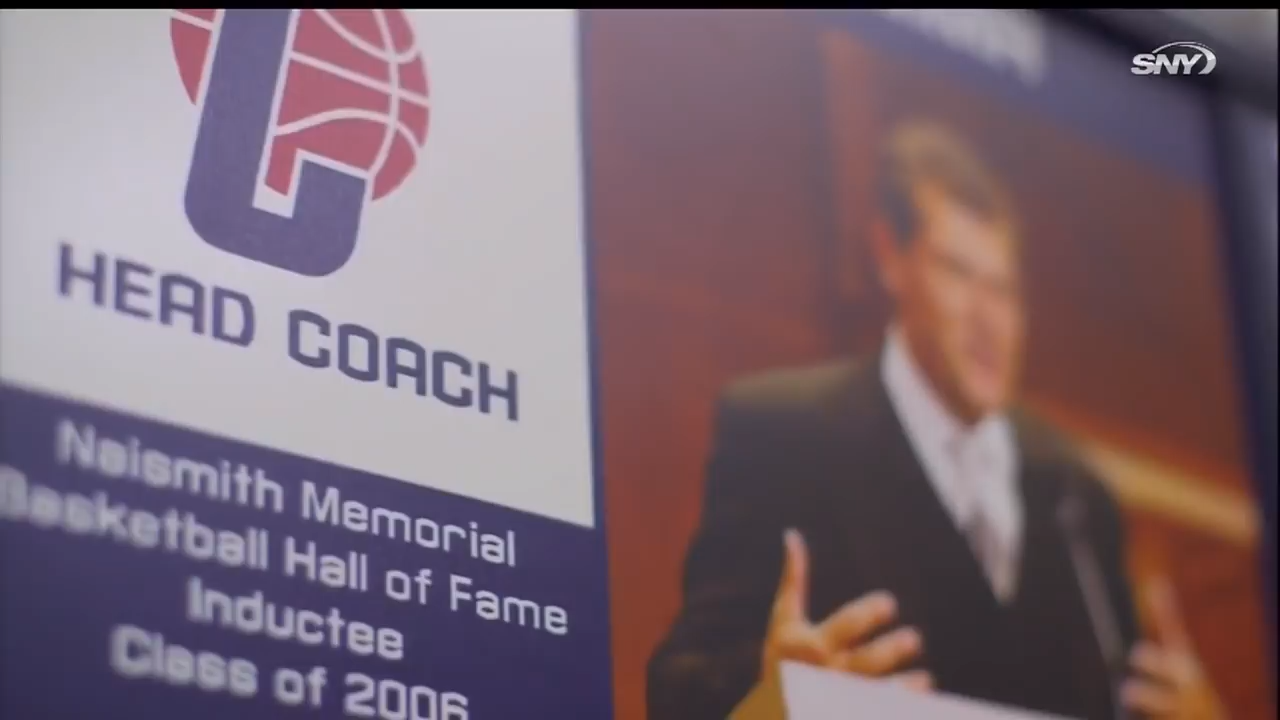 SNY
HEAD COACH
Naismith Memorial
Basketball Hall of Fame
Inductee
Class of 2006